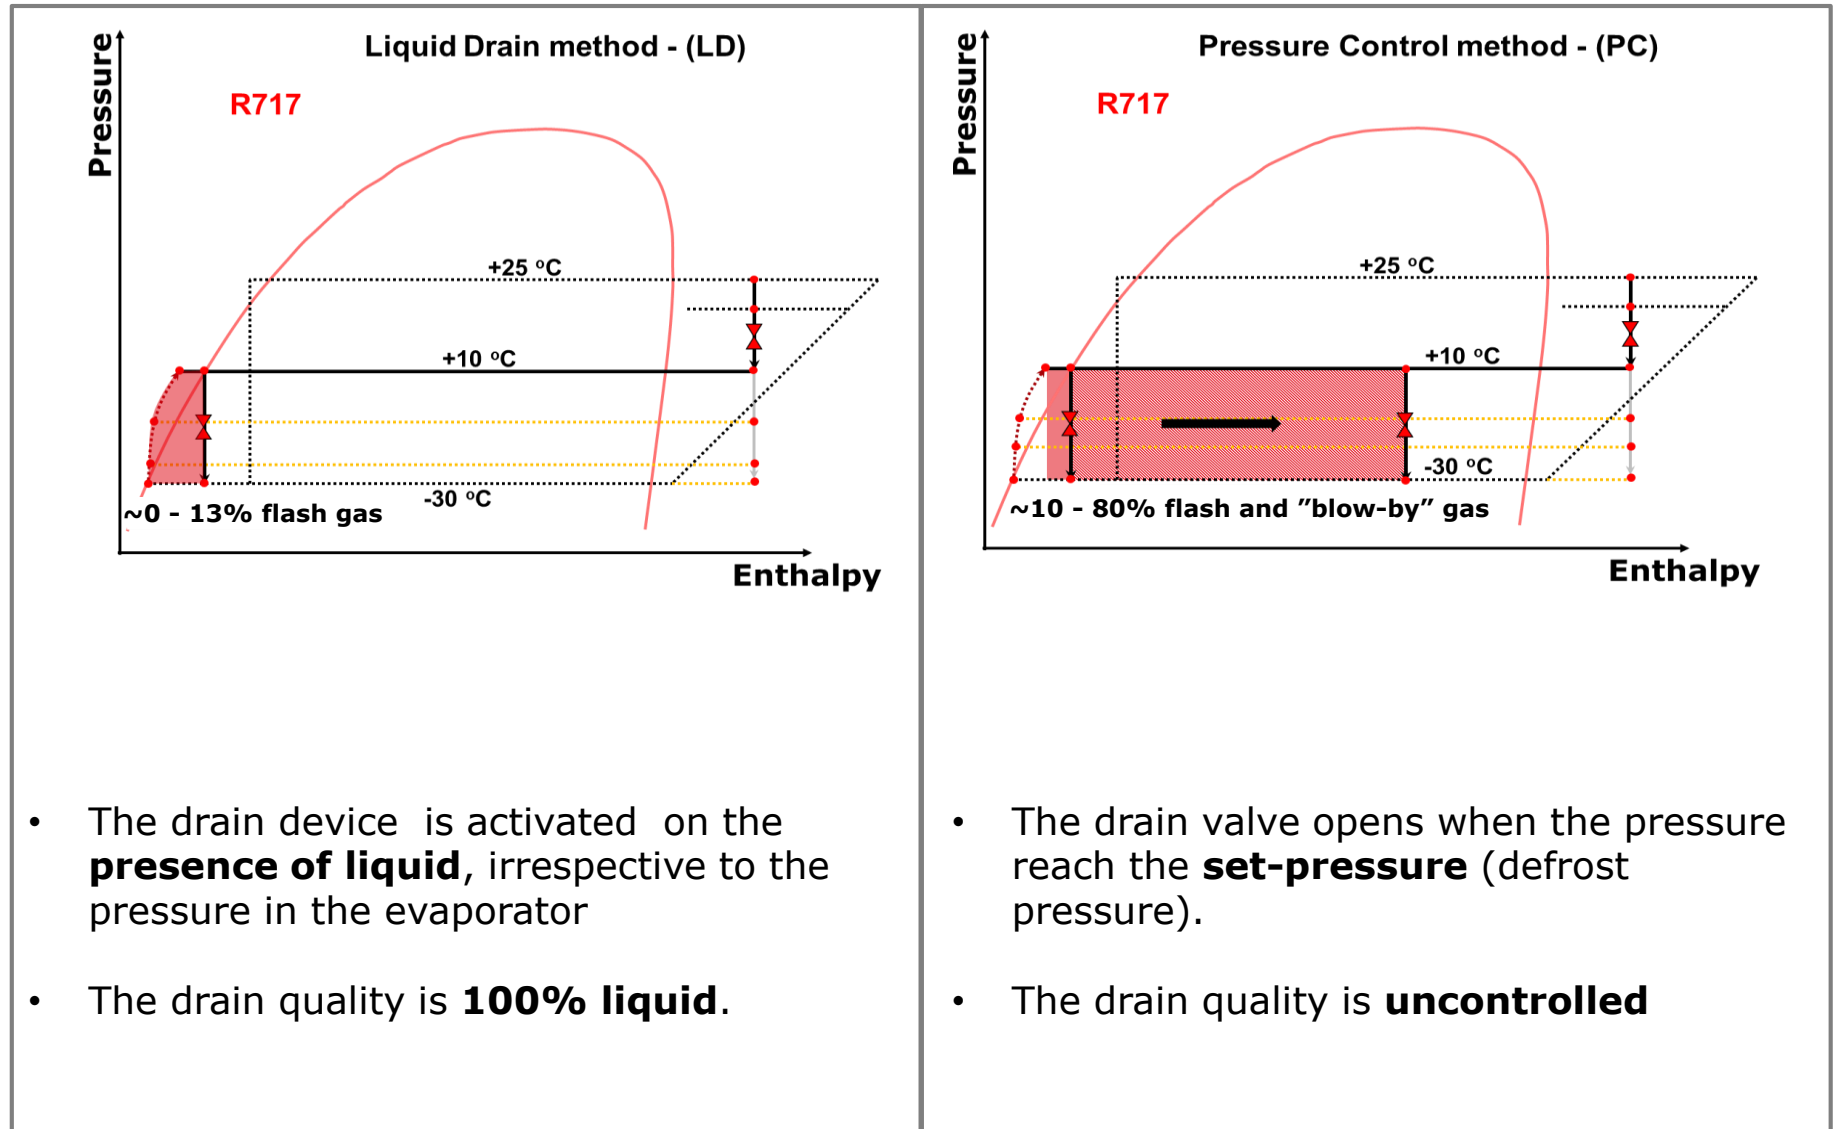 Liquid Drain method - (LD)
Pressure
R717
+25 °C
+10 °C
-30 °C
~0 - 13% flash gas
Enthalpy
• The drain device  is activated  on the
presence of liquid, irrespective to the
pressure in the evaporator
• The drain quality is 100% liquid.
Pressure Control method - (PC)
Pressure
R717
+25 °C
+10 °C
-30 °C
~10 - 80% flash and ”blow-by” gas
Enthalpy
• The drain valve opens when the pressure
reach the set-pressure (defrost
pressure).
• The drain quality is uncontrolled